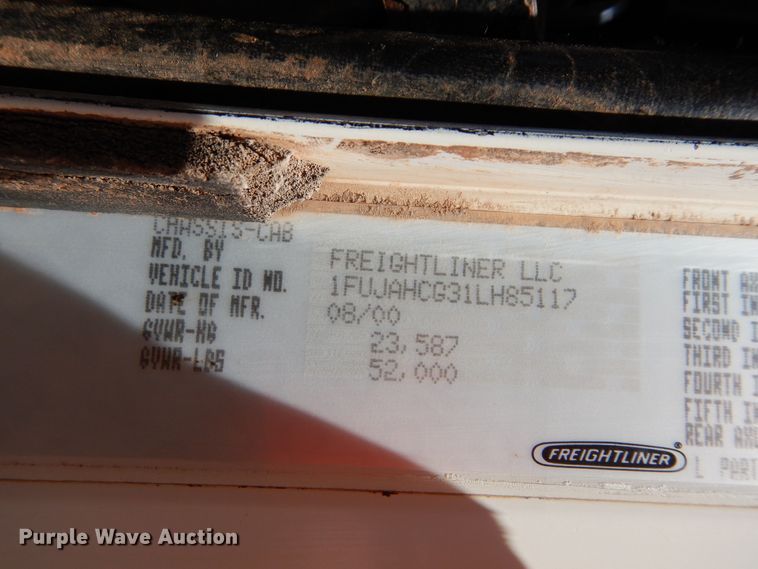 CHASSIS-CAB
MFD. BY FREIGHTLINER LLC
VEHICLE ID NO. 1FUJAHCG31LH85117
DATE OF MFR. 08/00
GVWR-KG 23,587
GVWR-LBS 52,000
FRONT
FIRST
SECOND
THIRD
FOURTH
FIFTH
REAR
FREIGHTLINER®
L PART
Purple Wave Auction